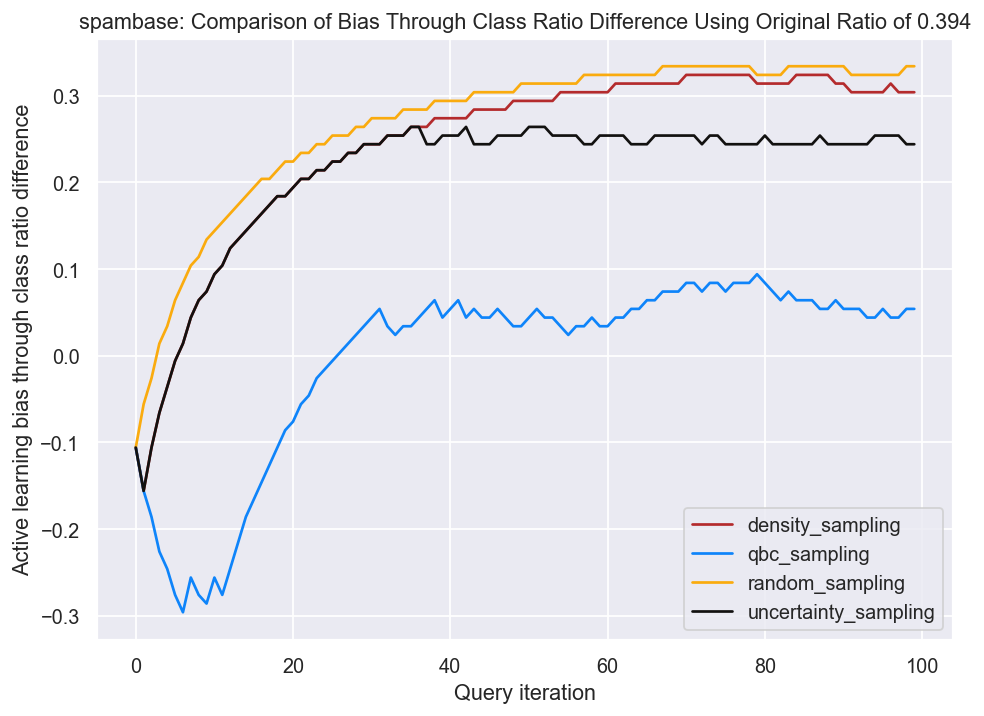 spambase: Comparison of Bias Through Class Ratio Difference Using Original Ratio of 0.394
Active learning bias through class ratio difference
0.3
0.2
0.1
0.0
−0.1
−0.2
−0.3
density_sampling
qbc_sampling
random_sampling
uncertainty_sampling
0 20 40 60 80 100
Query iteration